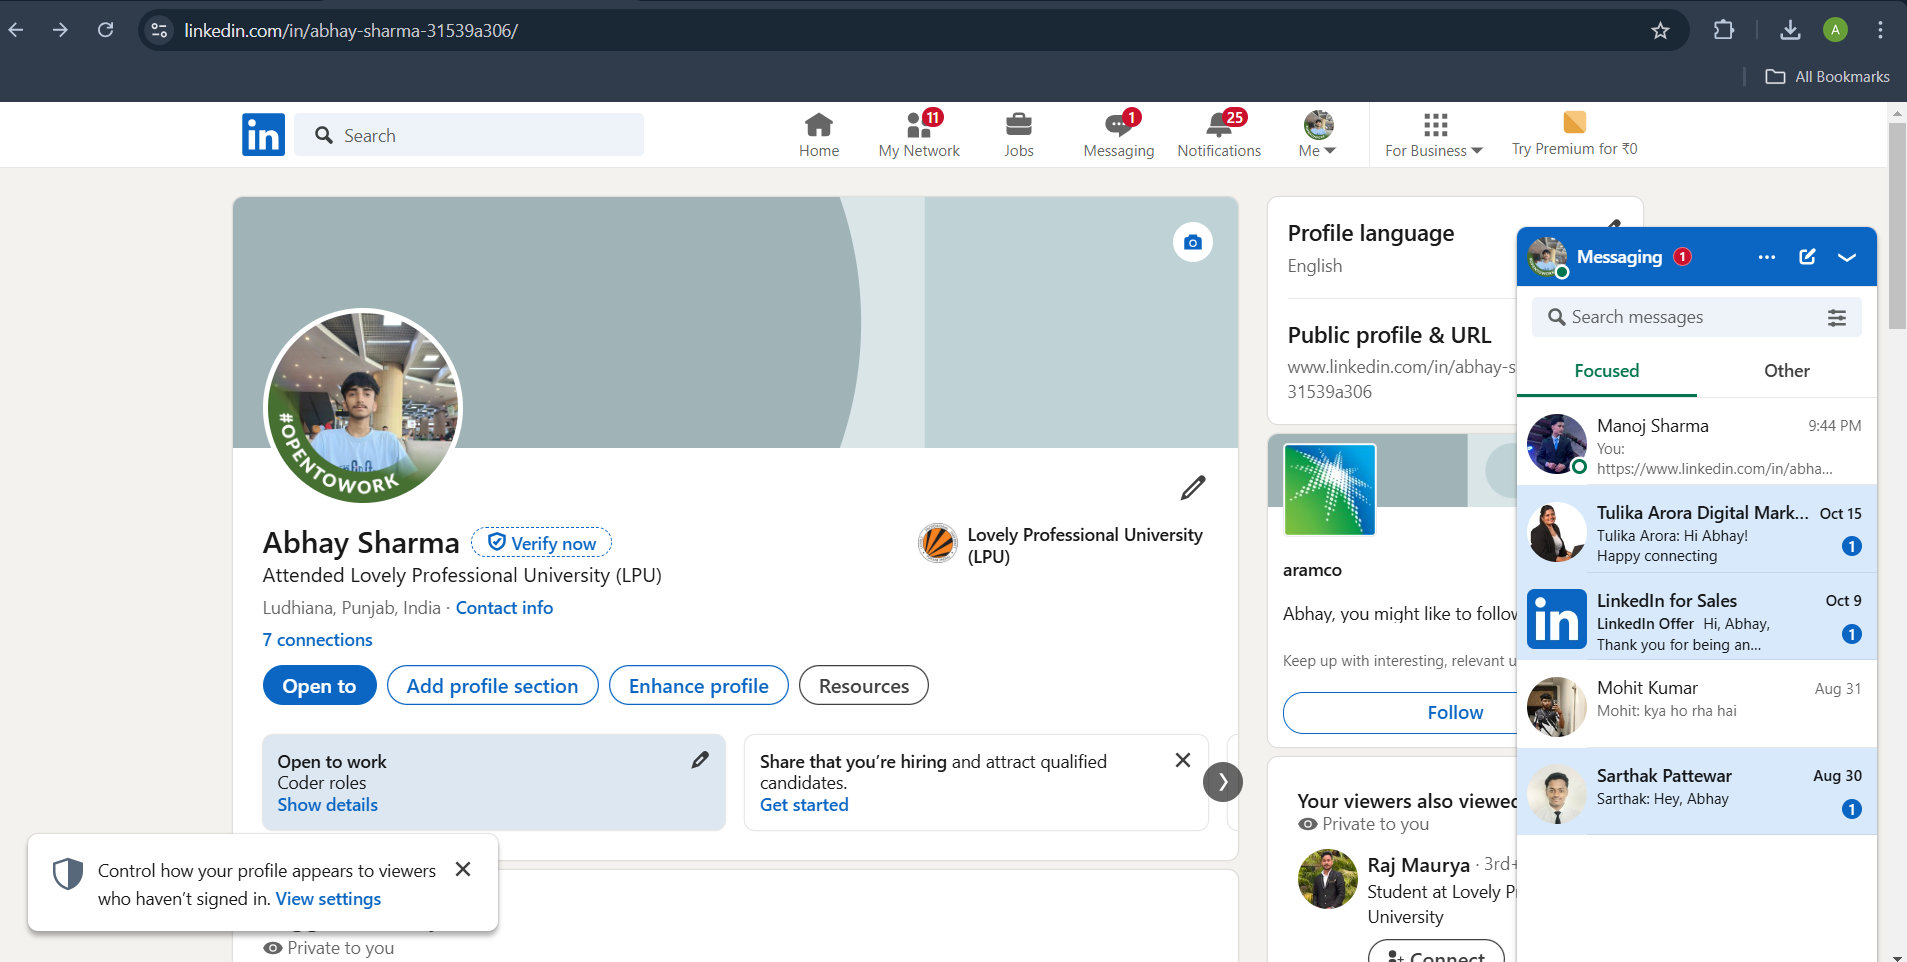 linkedin.com/in/abhay-sharma-31539a306/
A
All Bookmarks
in
Search
Home
11
My Network
Jobs
1
Messaging
25
Notifications
Me
For Business
Try Premium for ₹0
#OPENTOWORK
Abhay Sharma
Verify now
Attended Lovely Professional University (LPU)
Ludhiana, Punjab, India · Contact info
7 connections
Lovely Professional University
(LPU)
Open to
Add profile section
Enhance profile
Resources
Open to work
Coder roles
Show details
Share that you're hiring and attract qualified
candidates.
Get started
Control how your profile appears to viewers
who haven't signed in. View settings
Private to you
Profile language
English
Public profile & URL
www.linkedin.com/in/abhay-s
31539a306
aramco
Abhay, you might like to follow
Keep up with interesting, relevant u
Follow
Your viewers also viewed
Private to you
Raj Maurya · 3rd+
Student at Lovely P
University
Connect
Messaging 1
Search messages
Focused
Other
Manoj Sharma
9:44 PM
You:
https://www.linkedin.com/in/abha...
Tulika Arora Digital Mark...
Oct 15
Tulika Arora: Hi Abhay!
Happy connecting
1
in
LinkedIn for Sales
Oct 9
LinkedIn Offer Hi, Abhay,
Thank you for being an...
1
Mohit Kumar
Aug 31
Mohit: kya ho rha hai
Sarthak Pattewar
Aug 30
Sarthak: Hey, Abhay
1